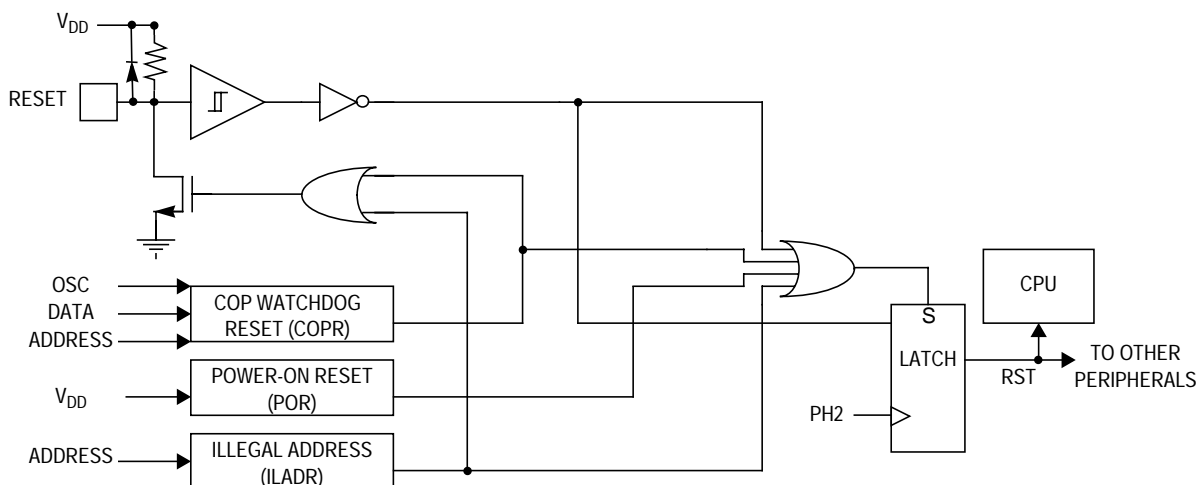 VDD
RESET
OSC
DATA
ADDRESS
COP WATCHDOG
RESET (COPR)
S
LATCH
CPU
RST
TO OTHER
PERIPHERALS
VDD
POWER-ON RESET
(POR)
PH2
ADDRESS
ILLEGAL ADDRESS
(ILADR)